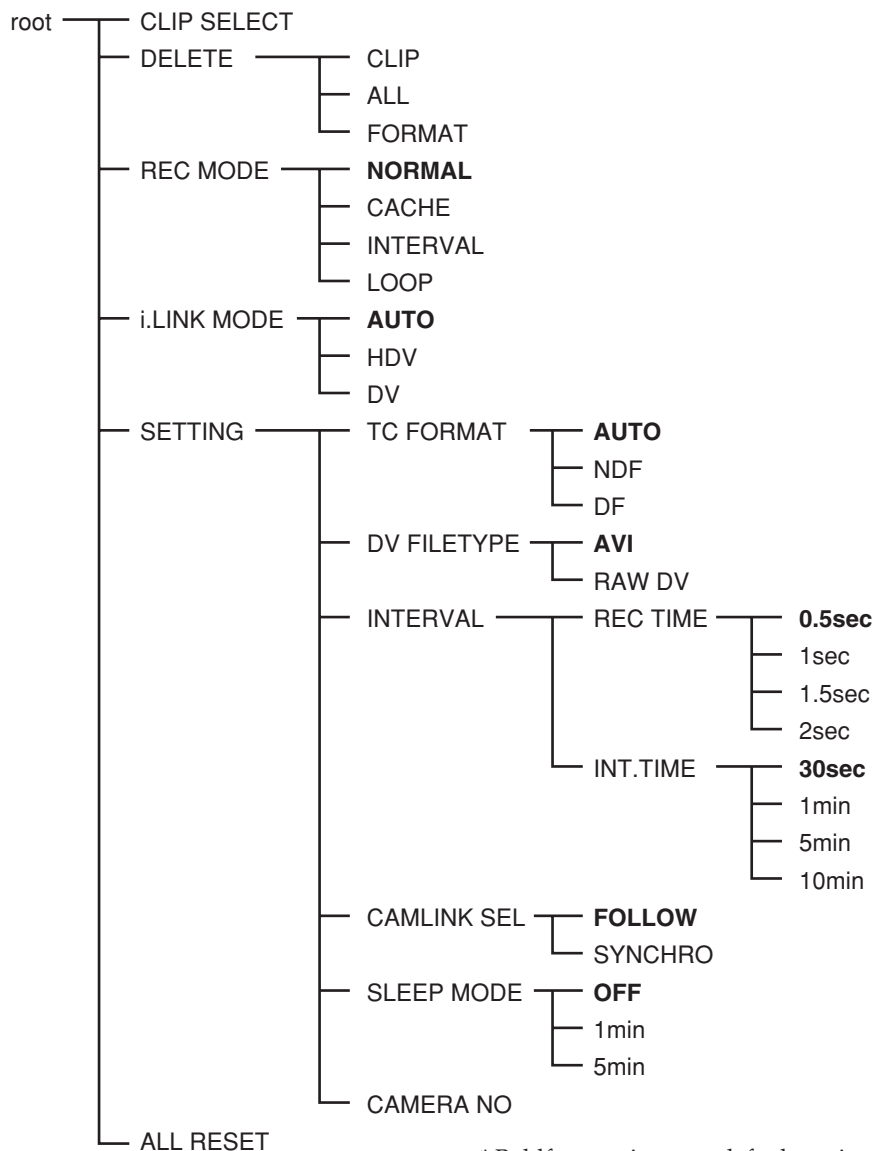 root CLIP SELECT
DELETE CLIP
ALL
FORMAT
REC MODE NORMAL
CACHE
INTERVAL
LOOP
i.LINK MODE AUTO
HDV
DV
SETTING TC FORMAT AUTO
NDF
DF
DV FILETYPE AVI
RAW DV
INTERVAL REC TIME 0.5sec
1sec
1.5sec
2sec
INT.TIME 30sec
1min
5min
10min
CAMLINK SEL FOLLOW
SYNCHRO
SLEEP MODE OFF
1min
5min
CAMERA NO
ALL RESET